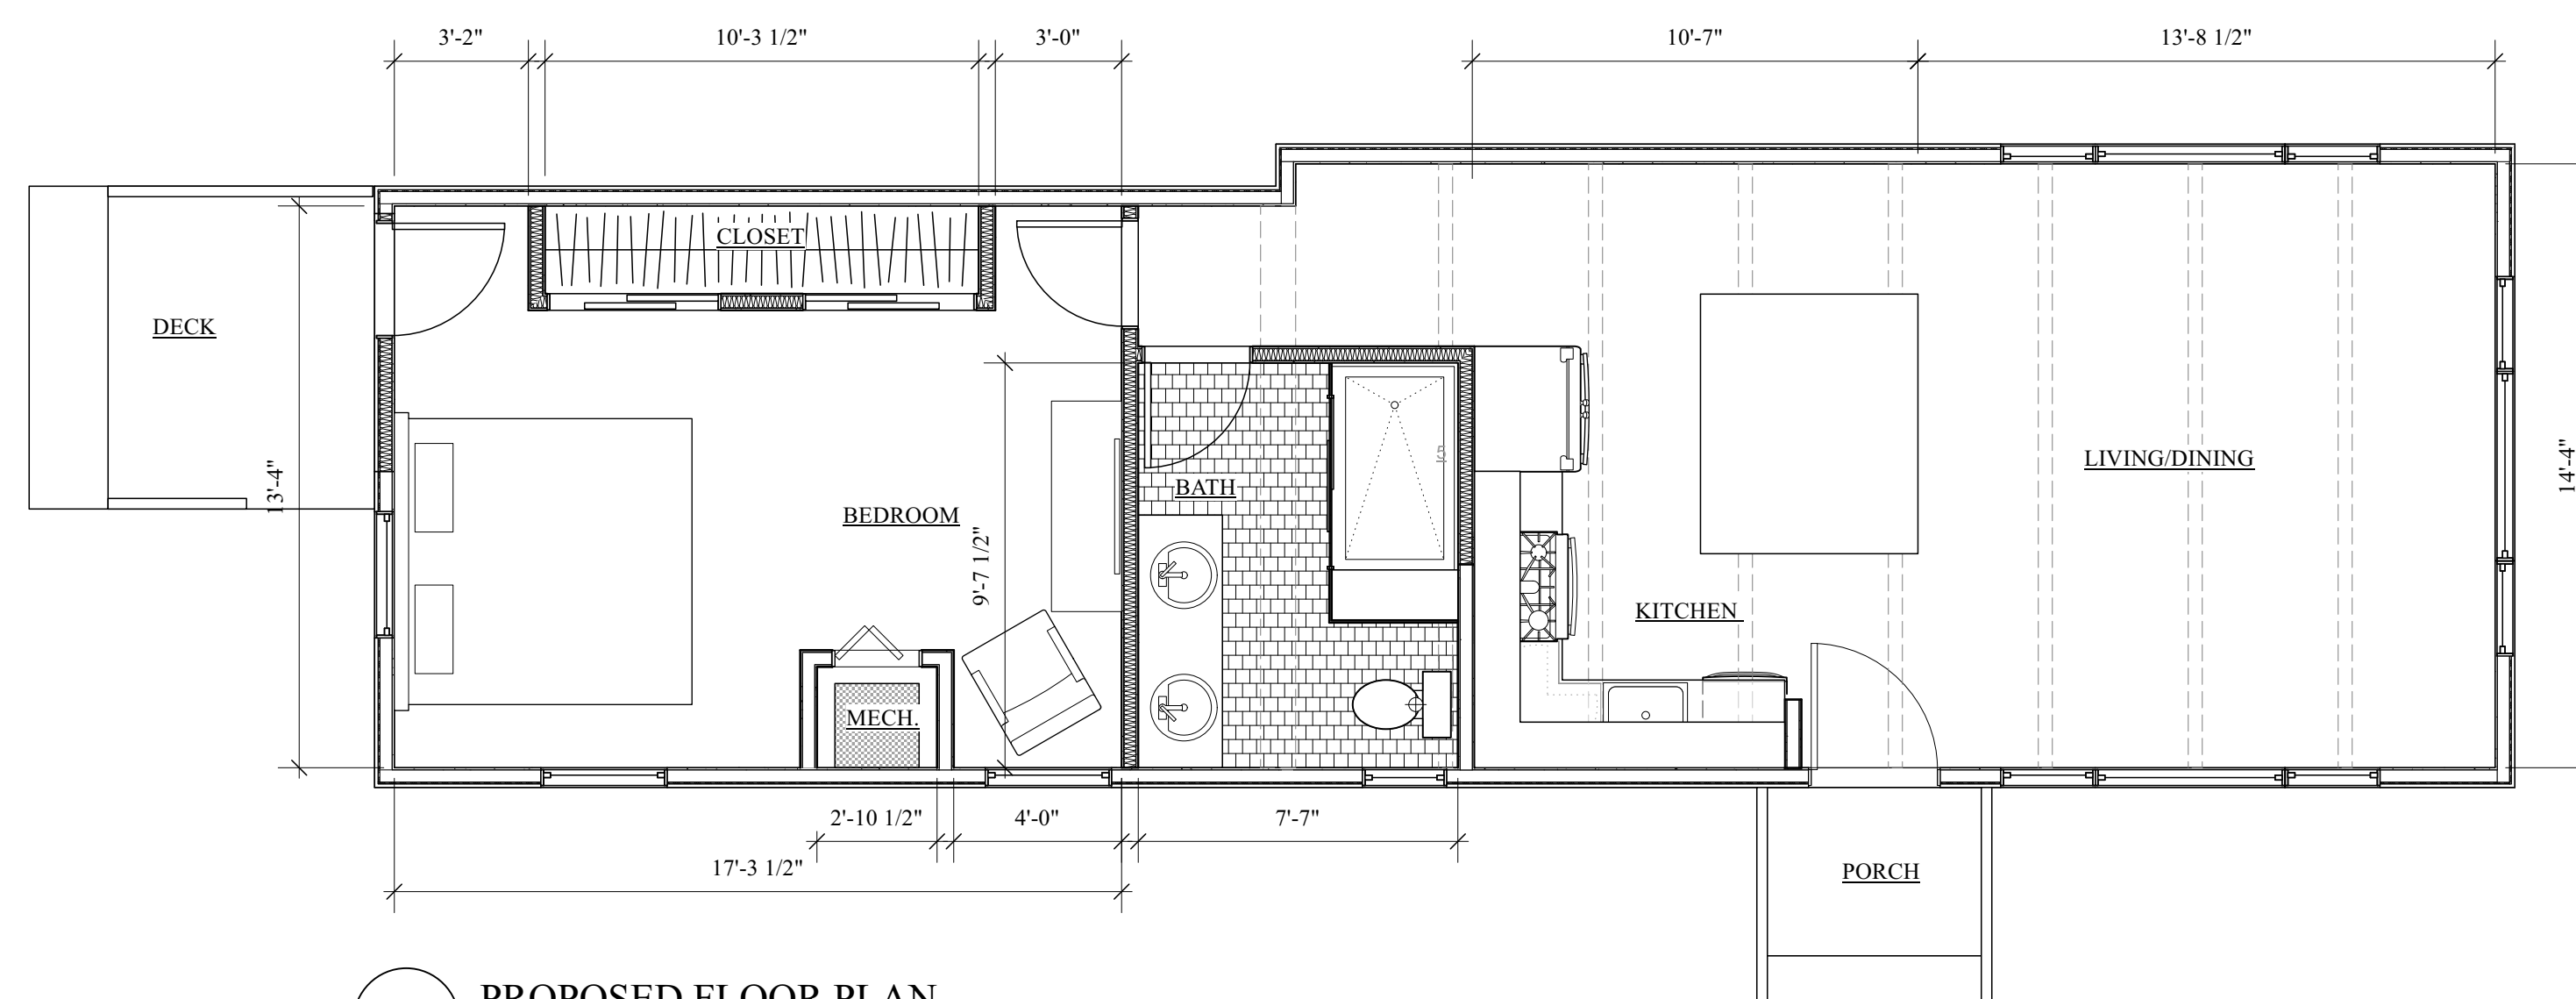 3'-2"
10'-3 1/2"
3'-0"
10'-7"
13'-8 1/2"
CLOSET
DECK
13'-4"
BEDROOM
9'-7 1/2"
BATH
5
LIVING/DINING
14'-4"
KITCHEN
MECH.
2'-10 1/2"
4'-0"
7'-7"
17'-3 1/2"
PORCH
PROPOSED FLOOR PLAN